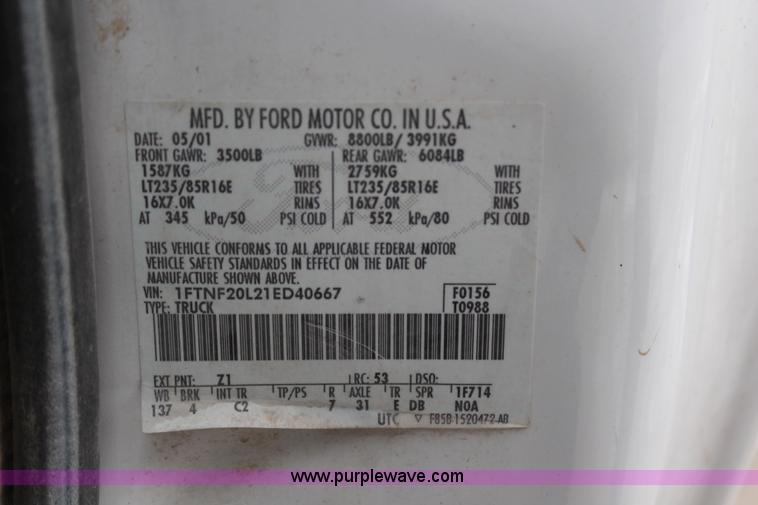 MFD. BY FORD MOTOR CO. IN U.S.A.
DATE: 05/01 GVWR: 8800LB/ 3991KG
FRONT GAWR: 3500LB REAR GAWR: 6084LB
1587KG WITH 2759KG WITH
LT235/85R16E TIRES LT235/85R16E TIRES
16X7.0K RIMS 16X7.0K RIMS
AT 345 kPa/50 PSI COLD AT 552 kPa/80 PSI COLD
THIS VEHICLE CONFORMS TO ALL APPLICABLE FEDERAL MOTOR
VEHICLE SAFETY STANDARDS IN EFFECT ON THE DATE OF
MANUFACTURE SHOWN ABOVE.
VIN: 1FTNF20L21ED40667 F0156
TYPE: TRUCK T0988
EXT PNT: Z1 RC: 53 DSO:
WB BRK INT TR TP/PS R AXLE TR SPR 1F714
137 4 C2 7 31 E DB NOA
UTC ▽ F85B-1520472-AB
www.purplewave.com